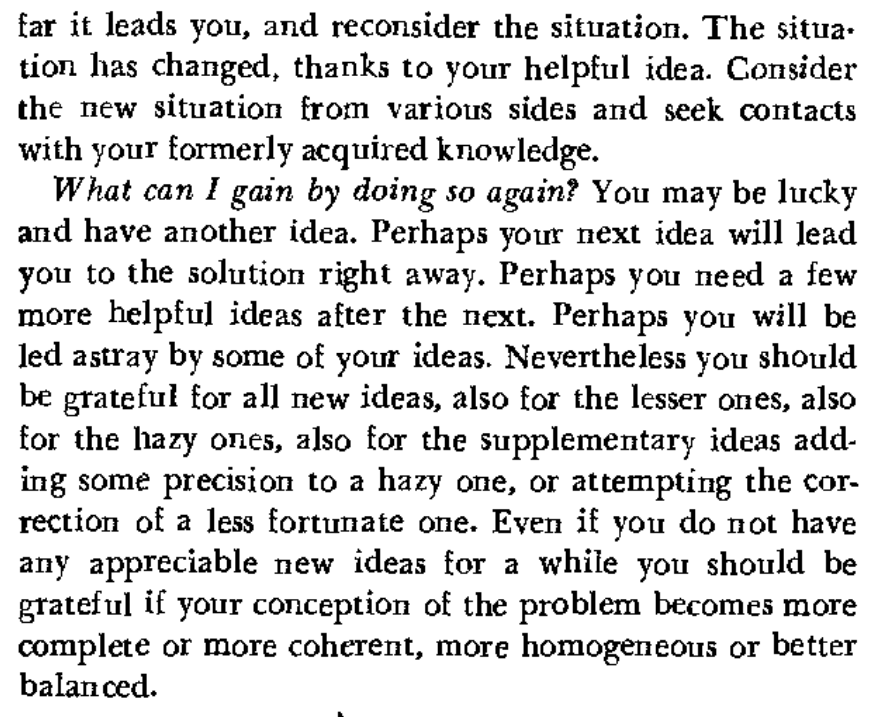 far it leads you, and reconsider the situation. The situa-
tion has changed, thanks to your helpful idea. Consider
the new situation from various sides and seek contacts
with your formerly acquired knowledge.
What can I gain by doing so again? You may be lucky
and have another idea. Perhaps your next idea will lead
you to the solution right away. Perhaps you need a few
more helpful ideas after the next. Perhaps you will be
led astray by some of your ideas. Nevertheless you should
be grateful for all new ideas, also for the lesser ones, also
for the hazy ones, also for the supplementary ideas add-
ing some precision to a hazy one, or attempting the cor-
rection of a less fortunate one. Even if you do not have
any appreciable new ideas for a while you should be
grateful if your conception of the problem becomes more
complete or more coherent, more homogeneous or better
balanced.